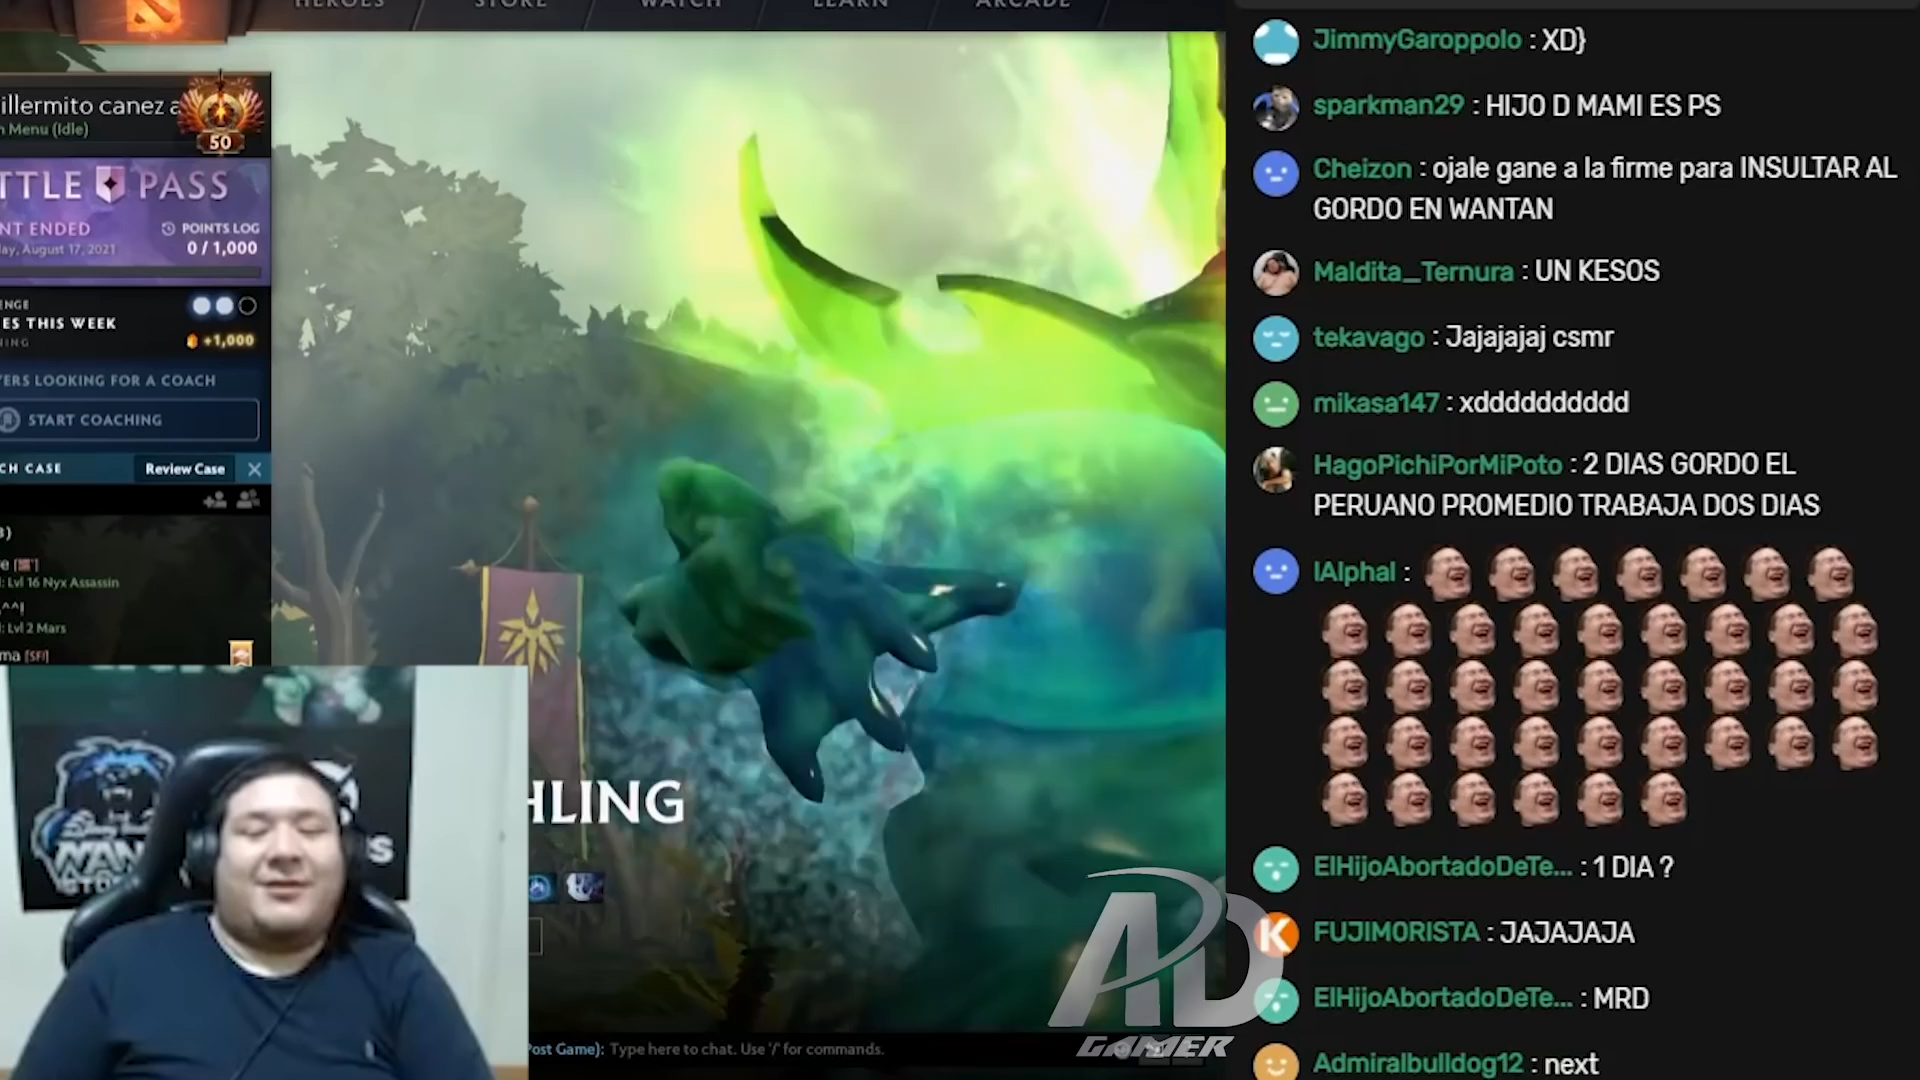 HEROES
STORE
WATCH
LEARN
ARCADE
illermito canez a
n Menu (Idle)
50
TTLE PASS
NT ENDED
POINTS LOG
ay, August 17, 2021
0 / 1,000
ENGE
ES THIS WEEK
NING
+1,000
YERS LOOKING FOR A COACH
START COACHING
CH CASE
Review Case
: Lvl 16 Nyx Assassin
^^!
: Lvl 2 Mars
ma [SF!]
HLING
Post Game): Type here to chat. Use '/' for commands.
AD
GAMER
JimmyGaroppolo : XD}
sparkman29 : HIJO D MAMI ES PS
Cheizon : ojale gane a la firme para INSULTAR AL
GORDO EN WANTAN
Maldita_Ternura : UN KESOS
tekavago : Jajajajaj csmr
mikasa147 : xdddddddddd
HagoPichiPorMiPoto : 2 DIAS GORDO EL
PERUANO PROMEDIO TRABAJA DOS DIAS
lAlphal :
ElHijoAbortadoDeTe... : 1 DIA ?
FUJIMORISTA : JAJAJAJA
ElHijoAbortadoDeTe... : MRD
Admiralbulldog12 : next